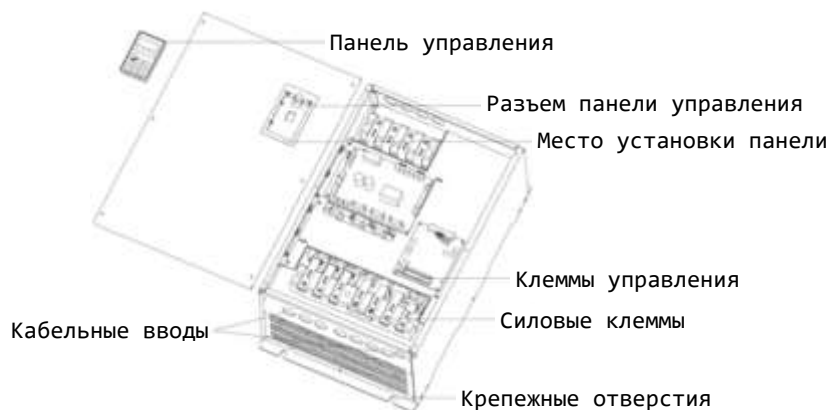 Панель управления
Разъем панели управления
Место установки панели
Клеммы управления
Силовые клеммы
Кабельные вводы
Крепежные отверстия